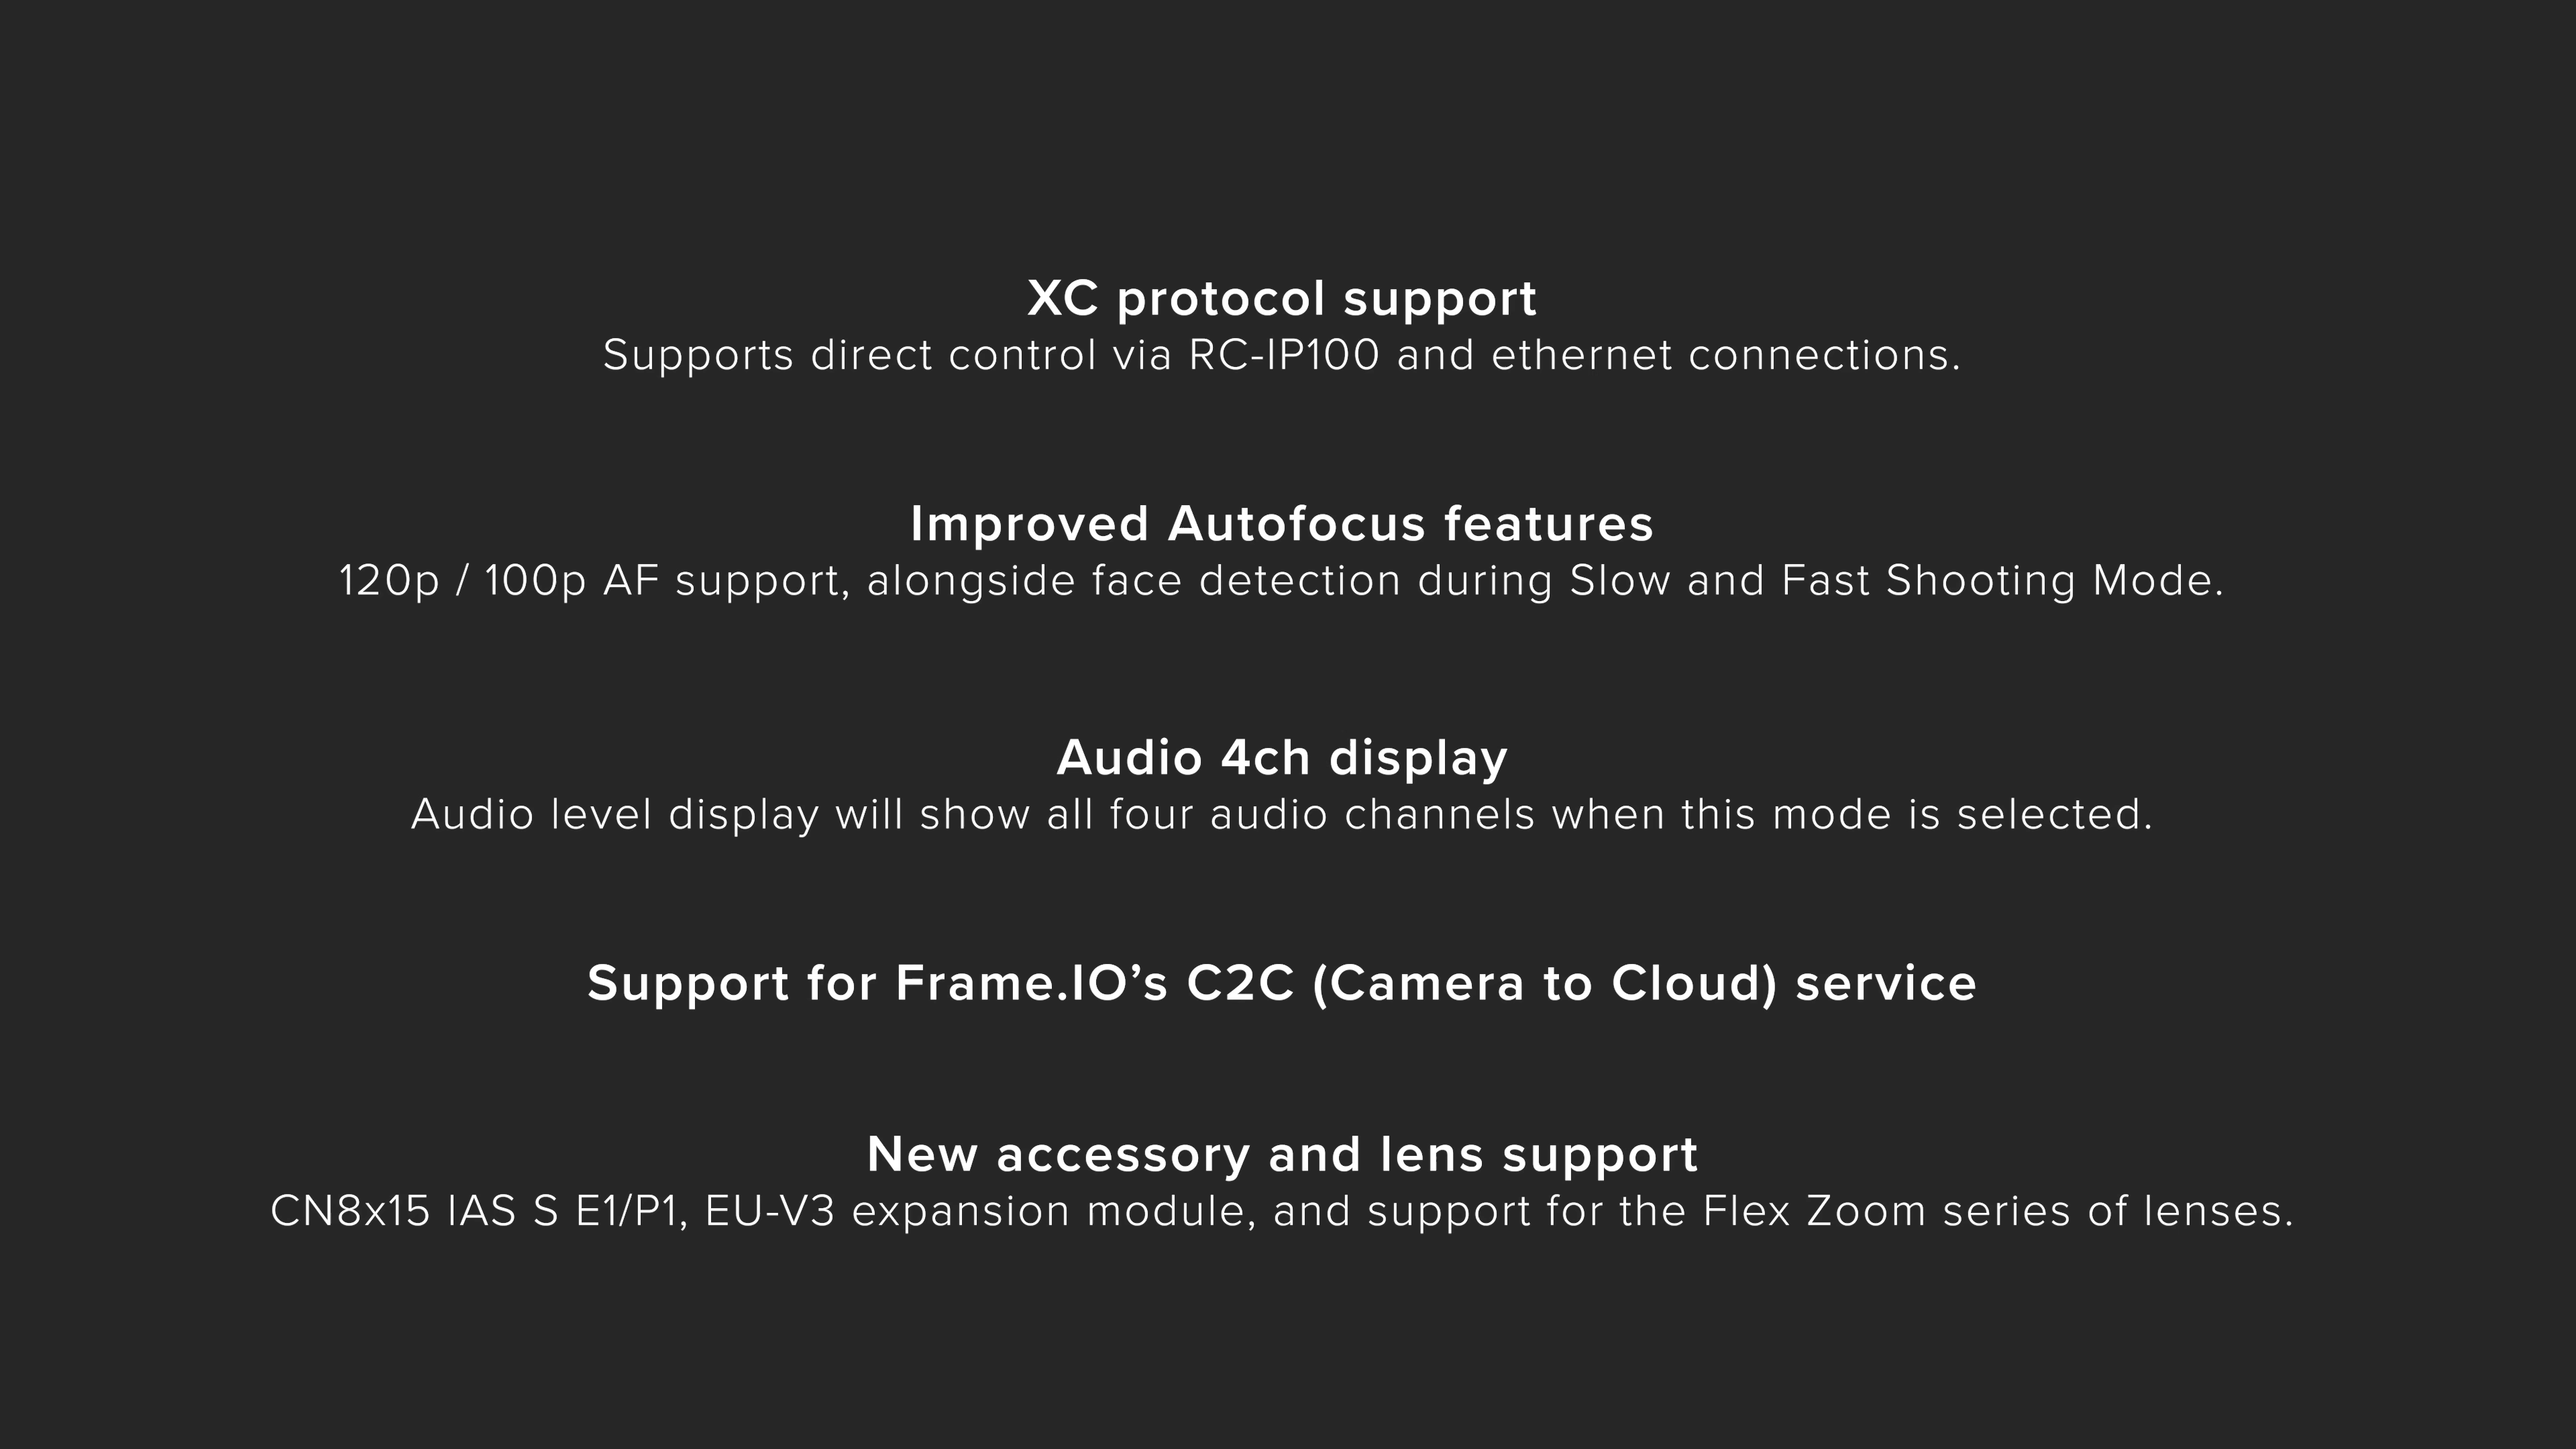 XC protocol support
Supports direct control via RC-IP100 and ethernet connections.
Improved Autofocus features
120p / 100p AF support, alongside face detection during Slow and Fast Shooting Mode.
Audio 4ch display
Audio level display will show all four audio channels when this mode is selected.
Support for Frame.IO’s C2C (Camera to Cloud) service
New accessory and lens support
CN8x15 IAS S E1/P1, EU-V3 expansion module, and support for the Flex Zoom series of lenses.